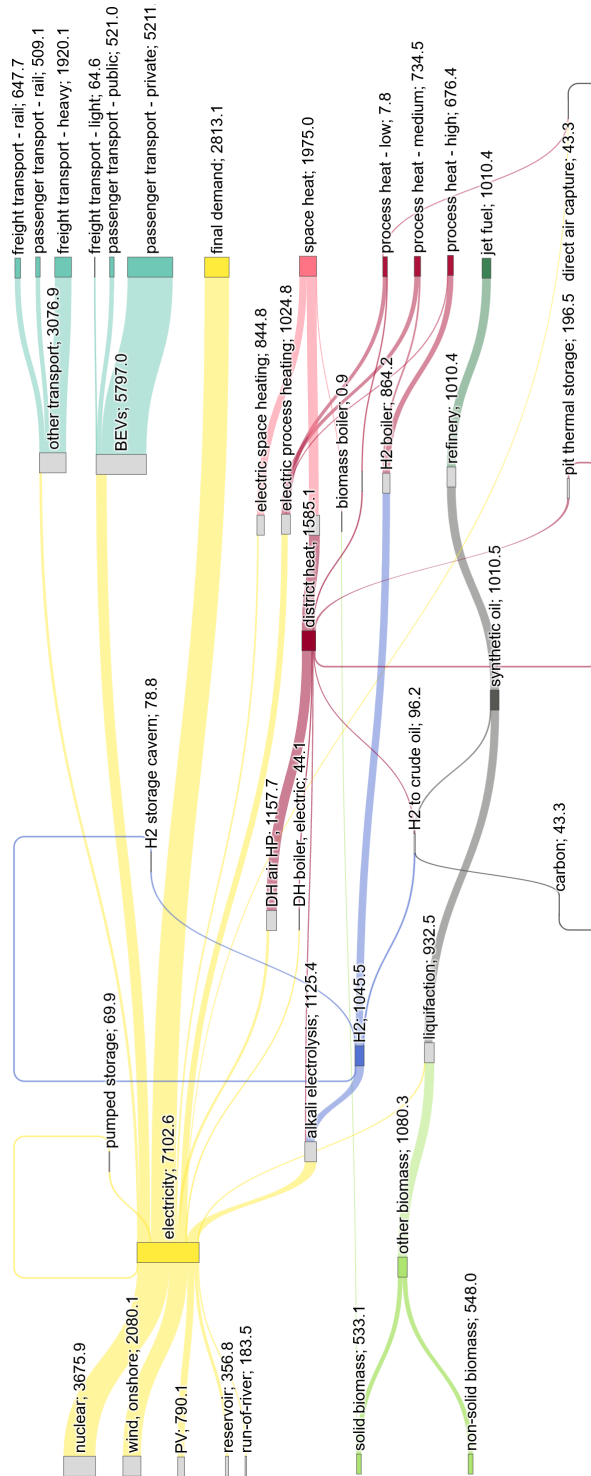 nuclear; 3675.9
wind, onshore; 2080.1
PV; 790.1
reservoir; 356.8
run-of-river; 183.5
solid biomass; 533.1
non-solid biomass; 548.0
electricity; 7102.6
pumped storage; 69.9
other biomass; 1080.3
alkali electrolysis; 1125.4
H2; 1045.5
liquifaction; 932.5
H2 storage cavern; 78.8
DH air HP; 1157.7
DH-boiler, electric; 44.1
H2 to crude oil; 96.2
carbon; 43.3
district heat; 1585.1
synthetic oil; 1010.5
other transport; 3076.9
BEVs; 5797.0
electric space heating; 844.8
electric process heating; 1024.8
biomass boiler; 0.9
H2 boiler; 864.2
refinery; 1010.4
pit thermal storage; 196.5
freight transport - rail; 647.7
passenger transport - rail; 509.1
freight transport - heavy; 1920.1
freight transport - light; 64.6
passenger transport - public; 521.0
passenger transport - private; 5211.
final demand; 2813.1
space heat; 1975.0
process heat - low; 7.8
process heat - medium; 734.5
process heat - high; 676.4
jet fuel; 1010.4
direct air capture; 43.3